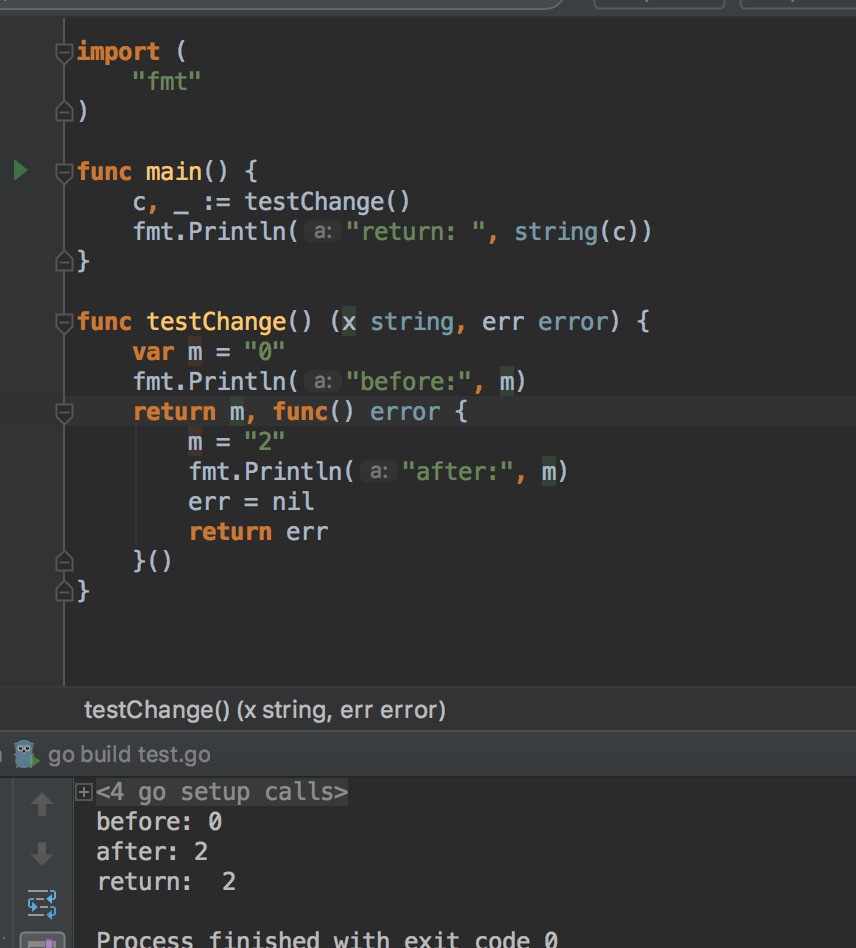 import (
"fmt"
)
func main() {
c, _ := testChange()
fmt.Println( a: "return: ", string(c))
}
func testChange() (x string, err error) {
var m = "0"
fmt.Println( a: "before:", m)
return m, func() error {
m = "2"
fmt.Println( a: "after:", m)
err = nil
return err
}()
}
testChange() (x string, err error)
go build test.go
<4 go setup calls>
before: 0
after: 2
return:  2
Process finished with exit code 0